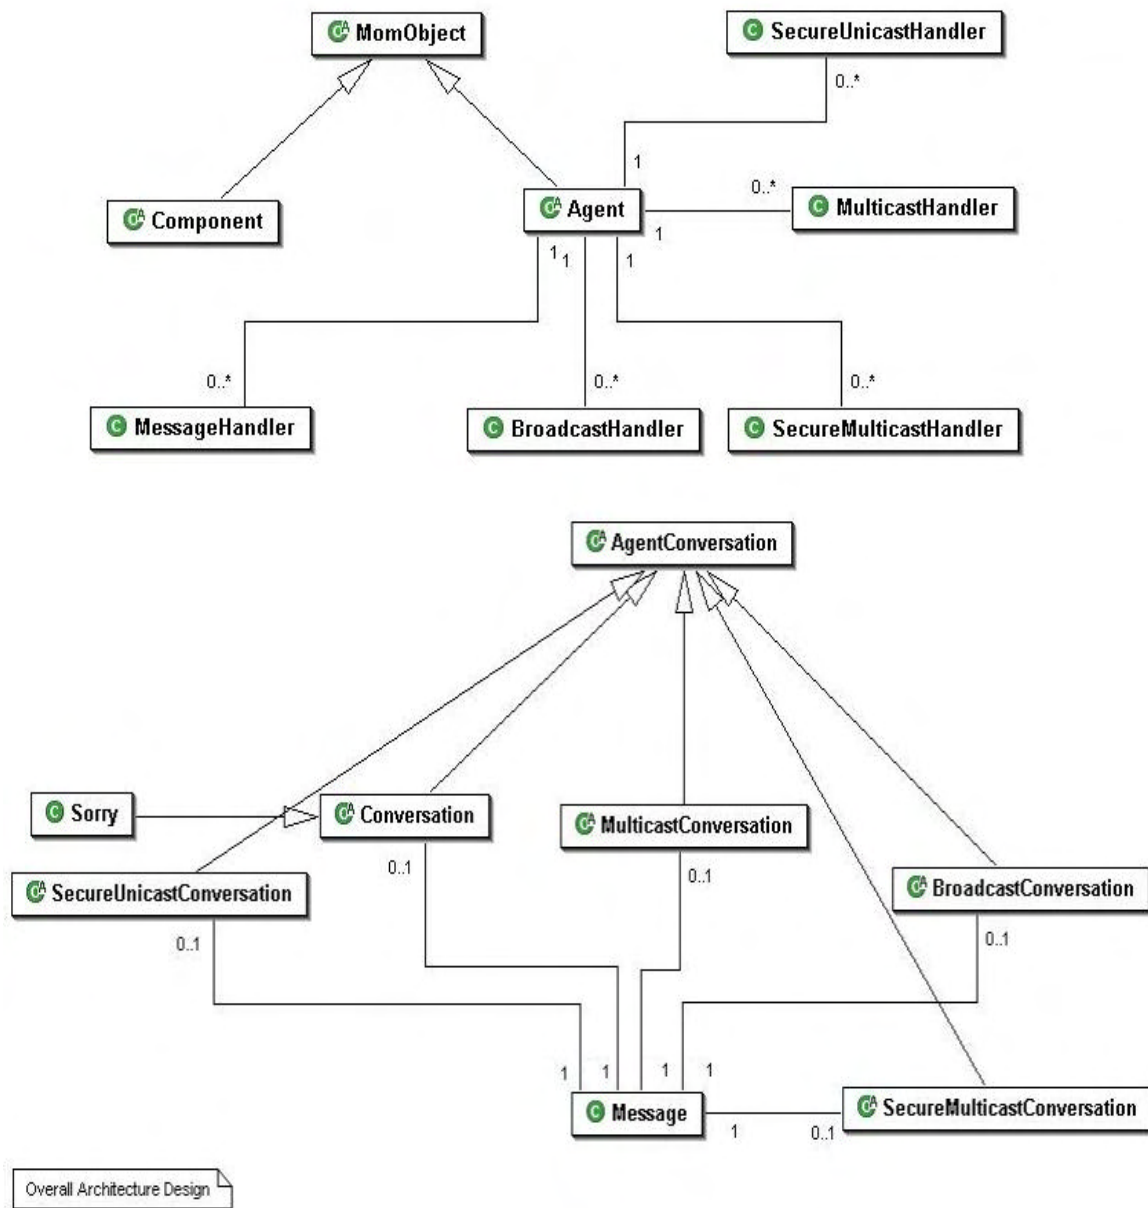 MomObject
SecureUnicastHandler
0..*
1
Component
Agent
0..*
MulticastHandler
1
1
1
1
0..*
0..*
0..*
MessageHandler
BroadcastHandler
SecureMulticastHandler
AgentConversation
Sorry
Conversation
MulticastConversation
0..1
0..1
SecureUnicastConversation
BroadcastConversation
0..1
0..1
1
1
1
1
Message
1
0..1
SecureMulticastConversation
Overall Architecture Design